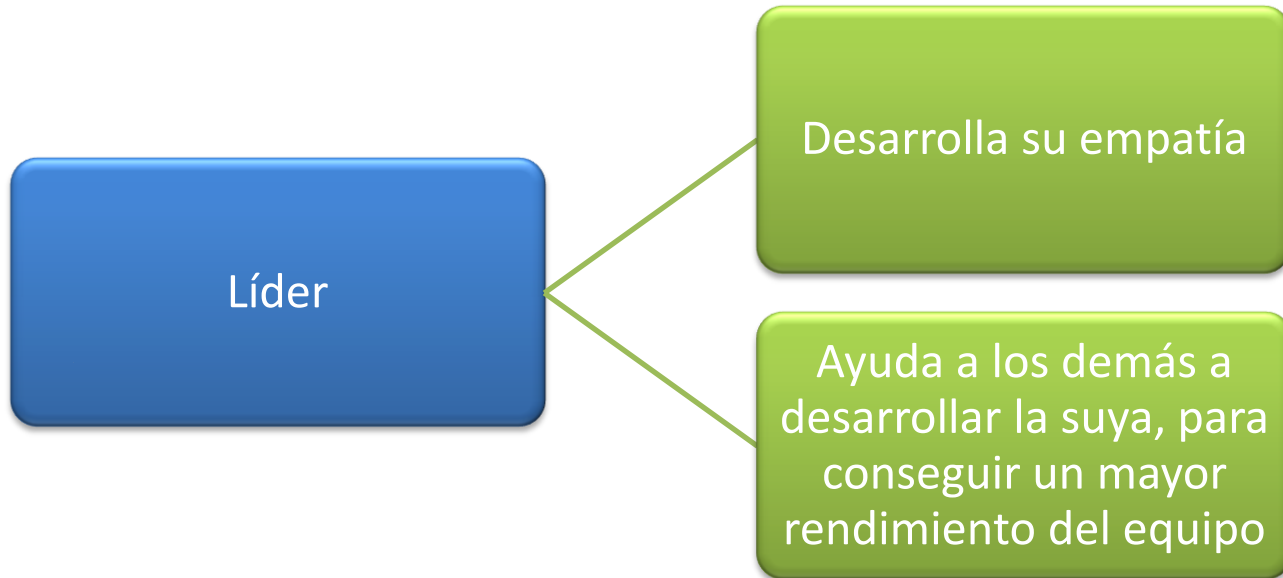 Líder
Desarrolla su empatía
Ayuda a los demás a
desarrollar la suya, para
conseguir un mayor
rendimiento del equipo